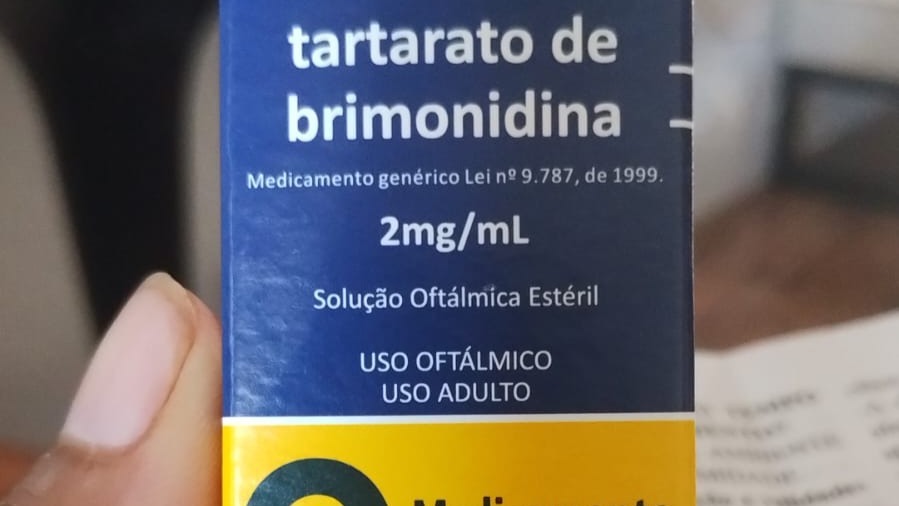 tartarato de
brimonidina
Medicamento genérico Lei nº 9.787, de 1999.
2mg/mL
Solução Oftálmica Estéril
USO OFTÁLMICO
USO ADULTO